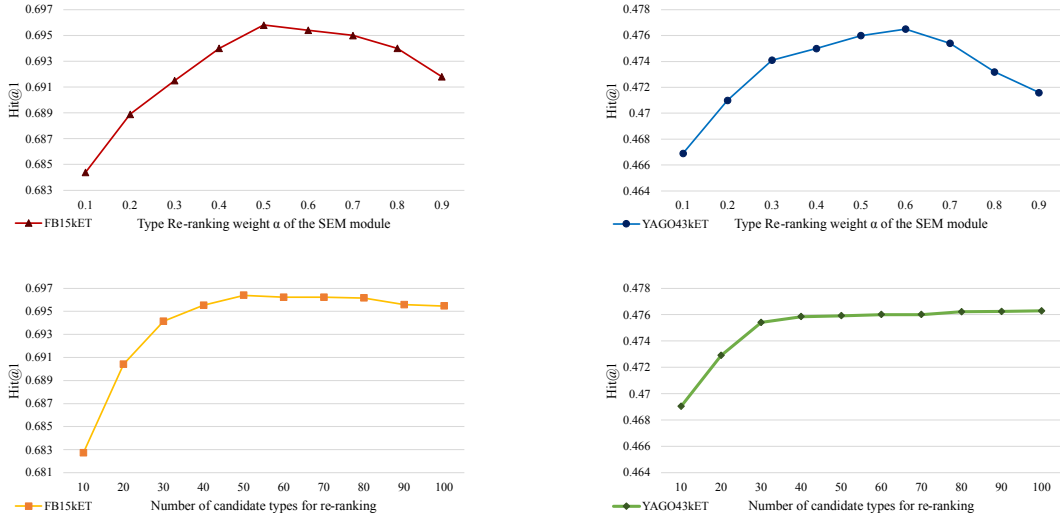 0.697
0.695
0.693
0.691
0.689
0.687
0.685
0.683
Hit@1
0.1 0.2 0.3 0.4 0.5 0.6 0.7 0.8 0.9
FB15kET
Type Re-ranking weight α of the SEM module
0.478
0.476
0.474
0.472
0.47
0.468
0.466
0.464
Hit@1
0.1 0.2 0.3 0.4 0.5 0.6 0.7 0.8 0.9
YAGO43kET
Type Re-ranking weight α of the SEM module
0.697
0.695
0.693
0.691
0.689
0.687
0.685
0.683
0.681
Hit@1
10 20 30 40 50 60 70 80 90 100
FB15kET
Number of candidate types for re-ranking
0.478
0.476
0.474
0.472
0.47
0.468
0.466
0.464
Hit@1
10 20 30 40 50 60 70 80 90 100
YAGO43kET
Number of candidate types for re-ranking